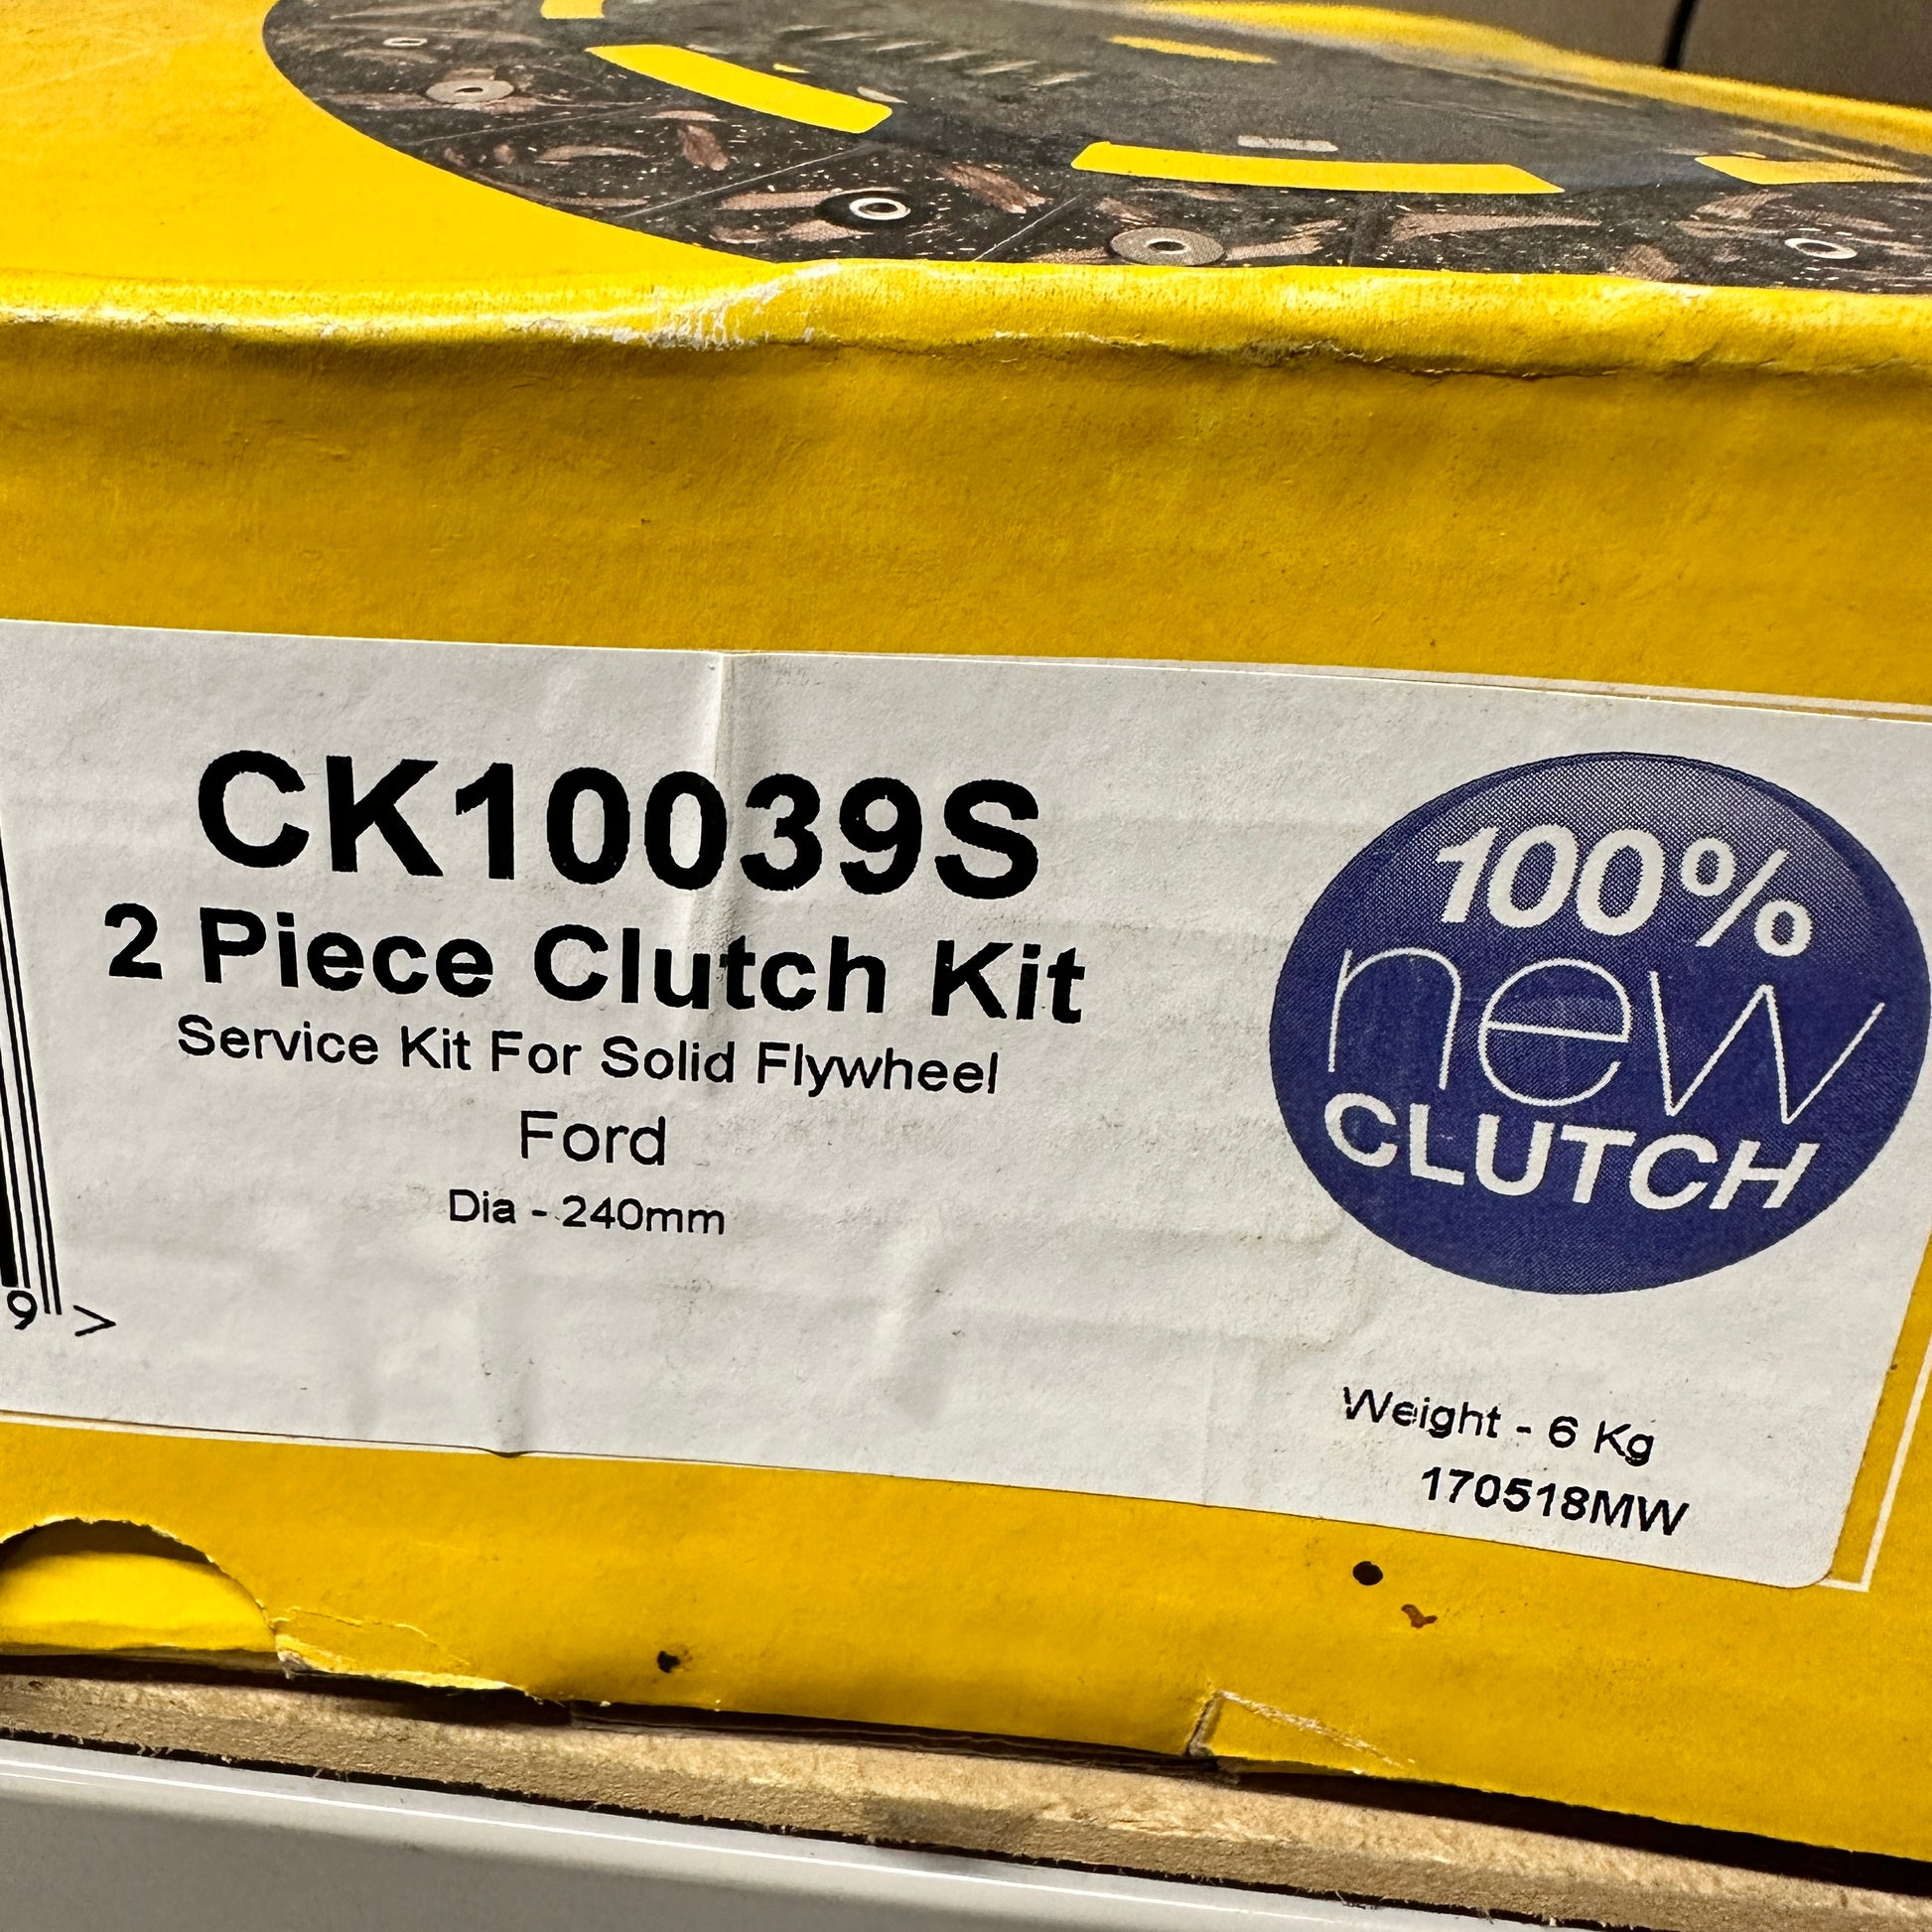 CK10039S
2 Piece Clutch Kit
Service Kit For Solid Flywheel
Ford
Dia - 240mm
9 >
100%
new
CLUTCH
Weight - 6 Kg
170518MW